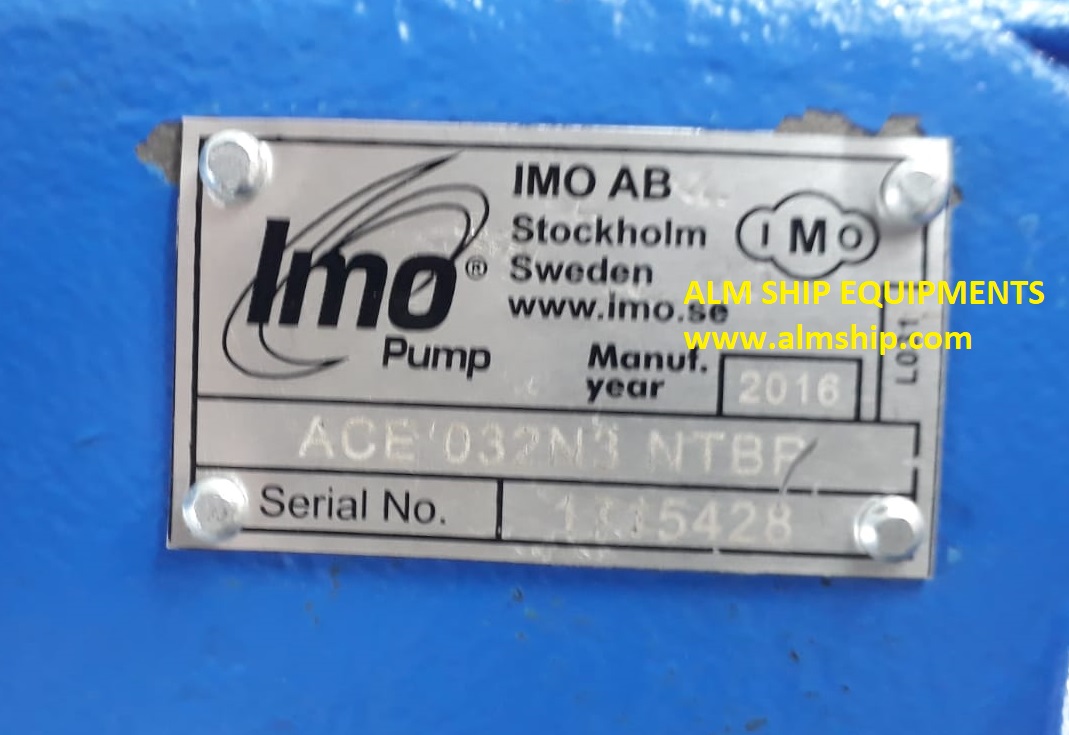 Imo®
Pump
IMO AB
Stockholm
Sweden
www.imo.se
IMO
ALM SHIP EQUIPMENTS
www.almship.com
Manuf.
year
2016
ACE 032N3 NTBP
Serial No.